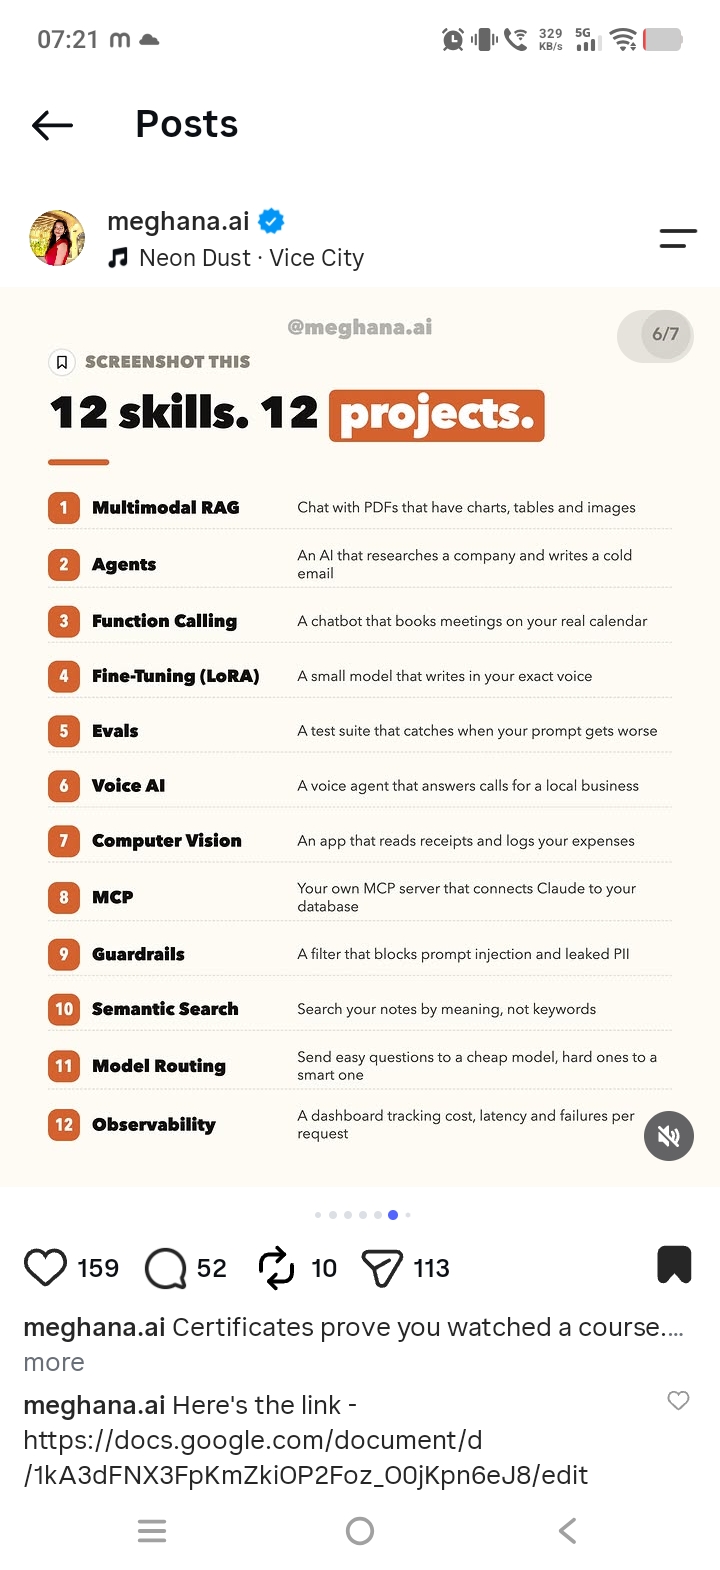 07:21
329
KB/s
5G
Posts
meghana.ai
Neon Dust · Vice City
@meghana.ai
6/7
SCREENSHOT THIS
12 skills. 12 projects.
1 Multimodal RAG Chat with PDFs that have charts, tables and images
2 Agents An AI that researches a company and writes a cold
email
3 Function Calling A chatbot that books meetings on your real calendar
4 Fine-Tuning (LoRA) A small model that writes in your exact voice
5 Evals A test suite that catches when your prompt gets worse
6 Voice AI A voice agent that answers calls for a local business
7 Computer Vision An app that reads receipts and logs your expenses
8 MCP Your own MCP server that connects Claude to your
database
9 Guardrails A filter that blocks prompt injection and leaked PII
10 Semantic Search Search your notes by meaning, not keywords
11 Model Routing Send easy questions to a cheap model, hard ones to a
smart one
12 Observability A dashboard tracking cost, latency and failures per
request
159 52 10 113
meghana.ai Certificates prove you watched a course....
more
meghana.ai Here's the link -
https://docs.google.com/document/d
/1kA3dFNX3FpKmZkiOP2Foz_O0jKpn6eJ8/edit